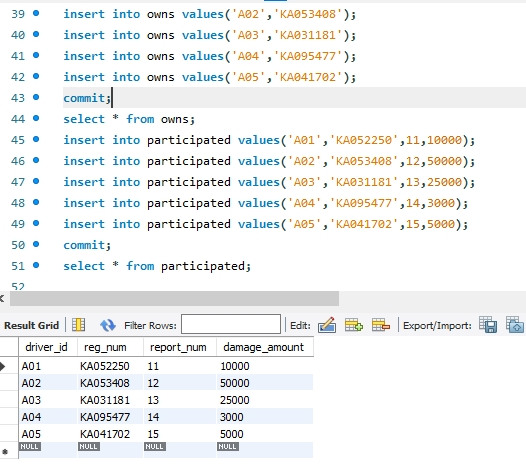 39 insert into owns values('A02','KA053408');
40 insert into owns values('A03','KA031181');
41 insert into owns values('A04','KA095477');
42 insert into owns values('A05','KA041702');
43 commit;
44 select * from owns;
45 insert into participated values('A01','KA052250',11,10000);
46 insert into participated values('A02','KA053408',12,50000);
47 insert into participated values('A03','KA031181',13,25000);
48 insert into participated values('A04','KA095477',14,3000);
49 insert into participated values('A05','KA041702',15,5000);
50 commit;
51 select * from participated;
52
Result Grid Filter Rows: Edit: Export/Import:
driver_id reg_num report_num damage_amount
A01 KA052250 11 10000
A02 KA053408 12 50000
A03 KA031181 13 25000
A04 KA095477 14 3000
A05 KA041702 15 5000
NULL NULL NULL NULL